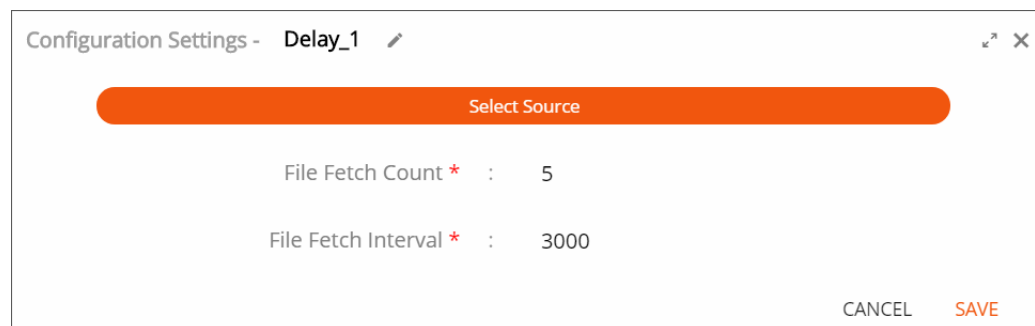 Configuration Settings - Delay_1
Select Source
File Fetch Count * : 5
File Fetch Interval * : 3000
CANCEL SAVE